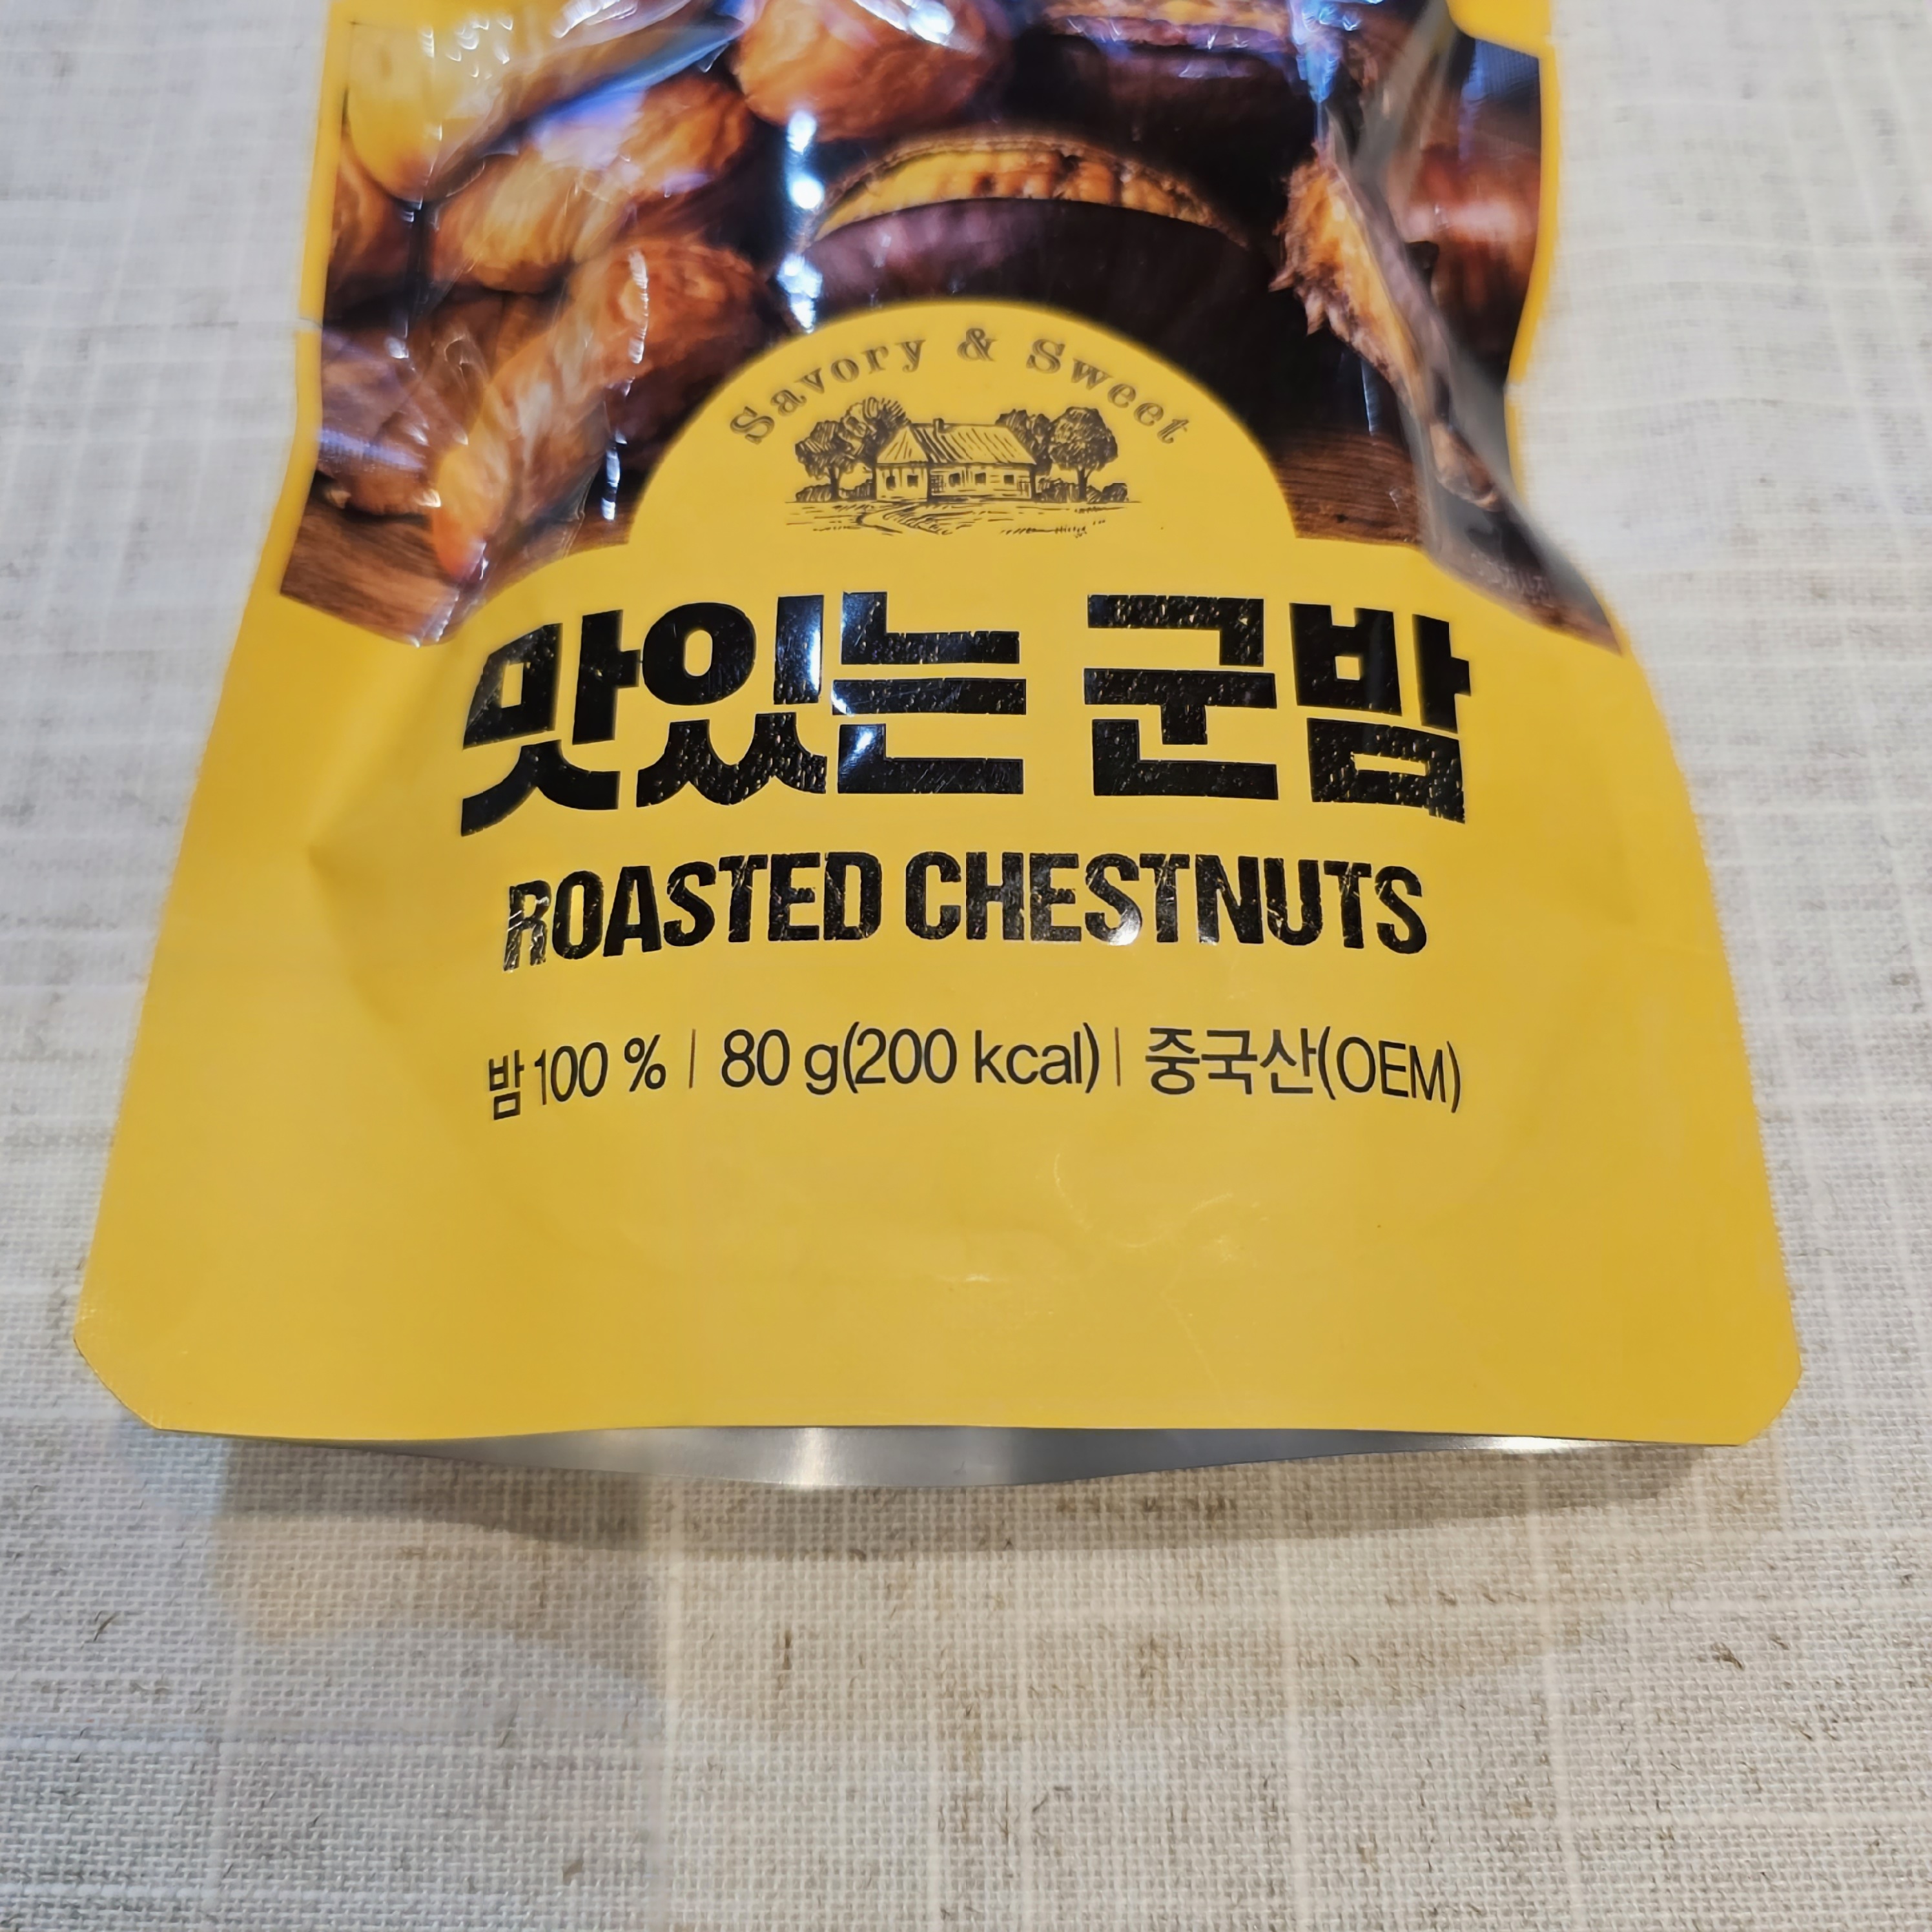 Savory & Sweet
맛있는 군밤
ROASTED CHESTNUTS
밤 100 % | 80 g(200 kcal) | 중국산(OEM)